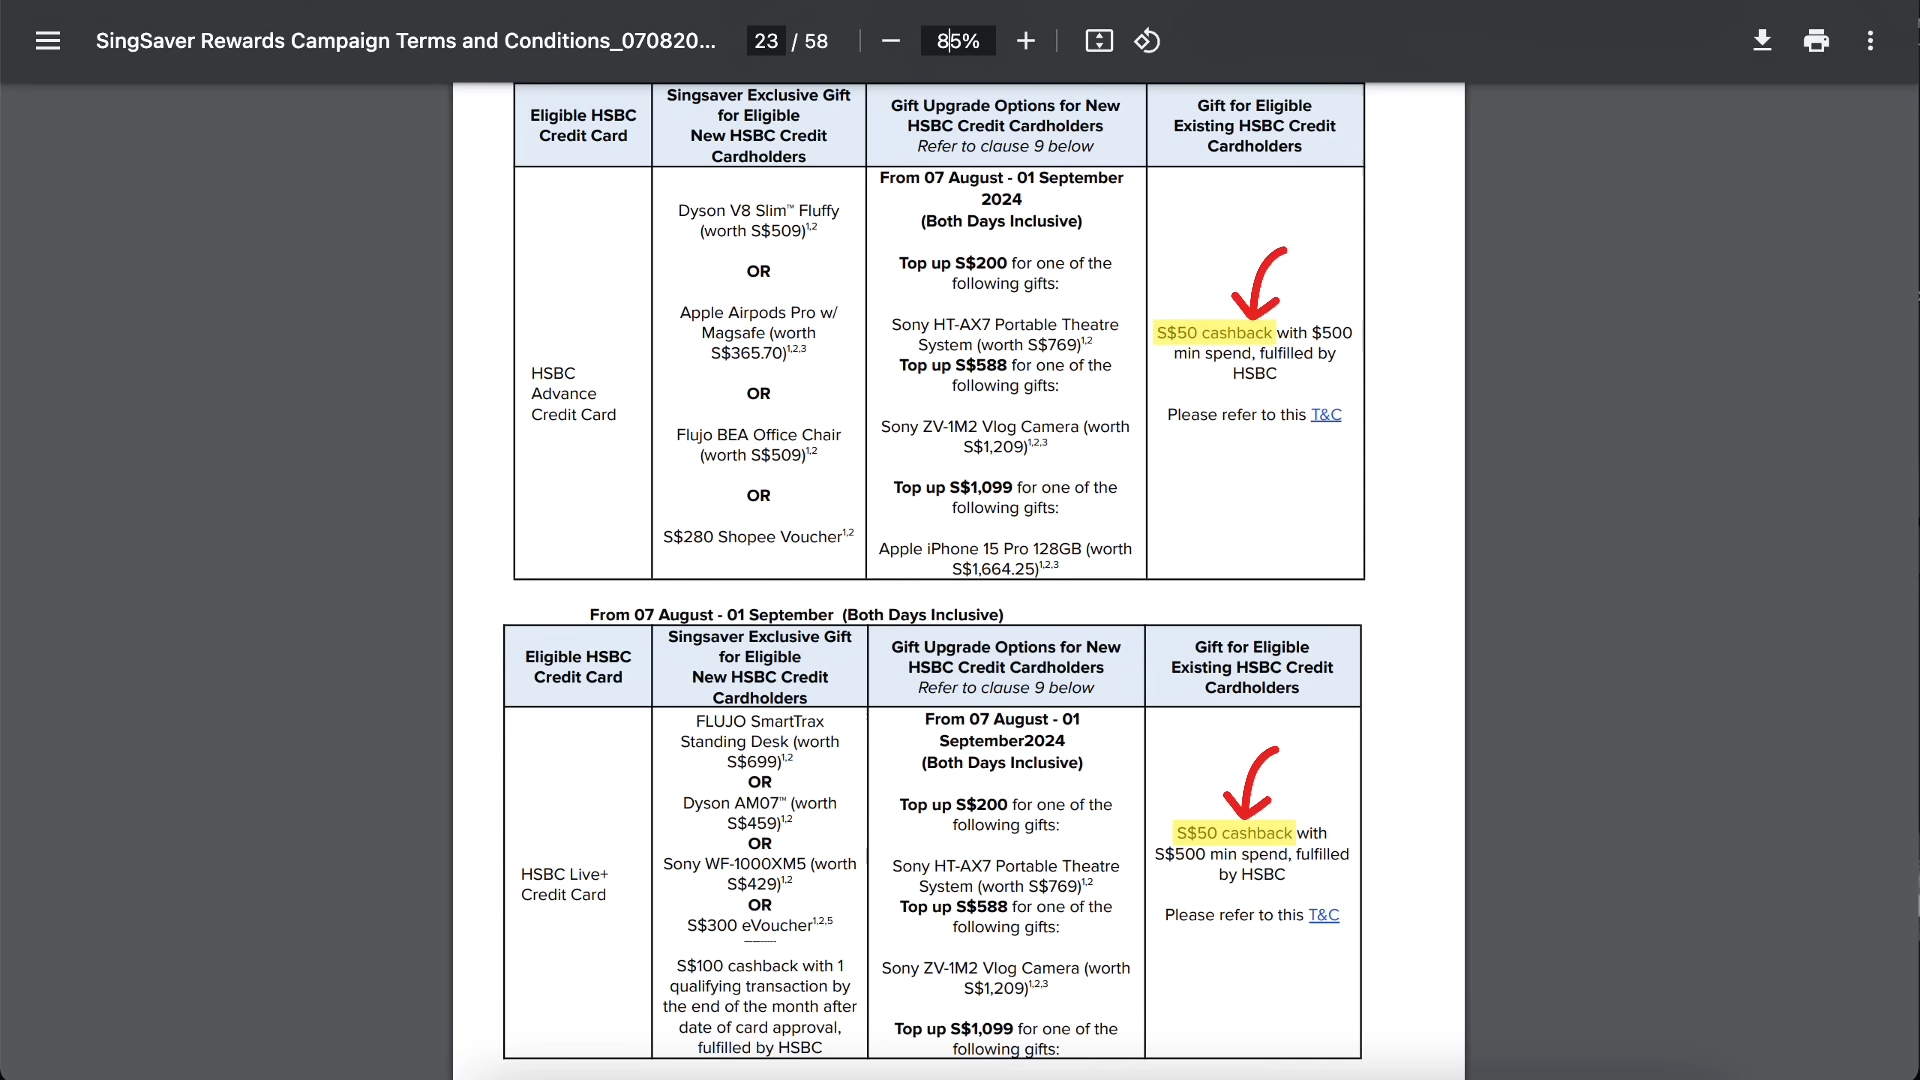 SingSaver Rewards Campaign Terms and Conditions_070820...
23 / 58
85%
Eligible HSBC
Credit Card
Singsaver Exclusive Gift
for Eligible
New HSBC Credit
Cardholders
Gift Upgrade Options for New
HSBC Credit Cardholders
Refer to clause 9 below
Gift for Eligible
Existing HSBC Credit
Cardholders
HSBC
Advance
Credit Card
Dyson V8 Slim™ Fluffy
(worth S$509)1,2
OR
Apple Airpods Pro w/
Magsafe (worth
S$365.70)1,2,3
OR
Flujo BEA Office Chair
(worth S$509)1,2
OR
S$280 Shopee Voucher1,2
From 07 August - 01 September
2024
(Both Days Inclusive)
Top up S$200 for one of the
following gifts:
Sony HT-AX7 Portable Theatre
System (worth S$769)1,2
Top up S$588 for one of the
following gifts:
Sony ZV-1M2 Vlog Camera (worth
S$1,209)1,2,3
Top up S$1,099 for one of the
following gifts:
Apple iPhone 15 Pro 128GB (worth
S$1,664.25)1,2,3
S$50 cashback with $500
min spend, fulfilled by
HSBC
Please refer to this T&C
From 07 August - 01 September (Both Days Inclusive)
Eligible HSBC
Credit Card
Singsaver Exclusive Gift
for Eligible
New HSBC Credit
Cardholders
Gift Upgrade Options for New
HSBC Credit Cardholders
Refer to clause 9 below
Gift for Eligible
Existing HSBC Credit
Cardholders
HSBC Live+
Credit Card
FLUJO SmartTrax
Standing Desk (worth
S$699)1,2
OR
Dyson AM07™ (worth
S$459)1,2
OR
Sony WF-1000XM5 (worth
S$429)1,2
OR
S$300 eVoucher1,2,5
S$100 cashback with 1
qualifying transaction by
the end of the month after
date of card approval,
fulfilled by HSBC
From 07 August - 01
September2024
(Both Days Inclusive)
Top up S$200 for one of the
following gifts:
Sony HT-AX7 Portable Theatre
System (worth S$769)1,2
Top up S$588 for one of the
following gifts:
Sony ZV-1M2 Vlog Camera (worth
S$1,209)1,2,3
Top up S$1,099 for one of the
following gifts:
S$50 cashback with
S$500 min spend, fulfilled
by HSBC
Please refer to this T&C